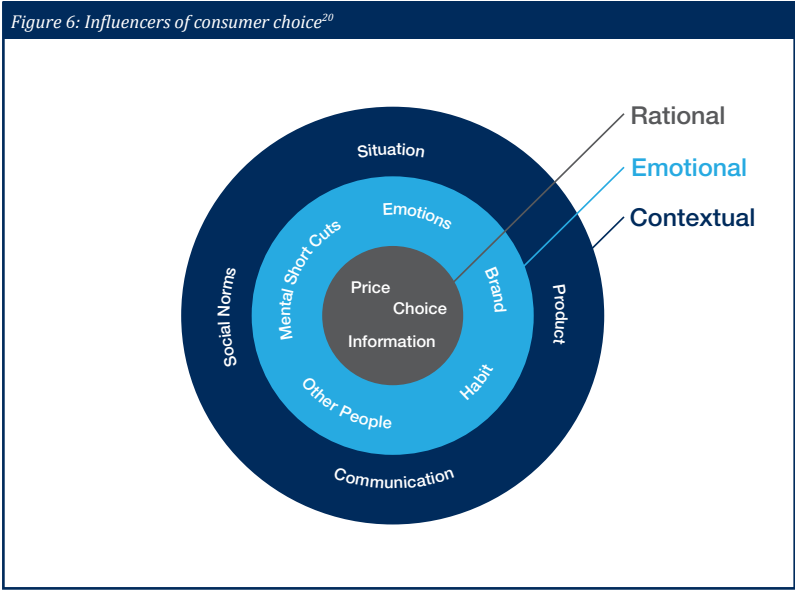 Figure 6: Influencers of consumer choice20
Rational
Emotional
Contextual
Situation
Emotions
Mental Short Cuts
Social Norms
Price
Choice
Information
Brand
Product
Habit
Other People
Communication